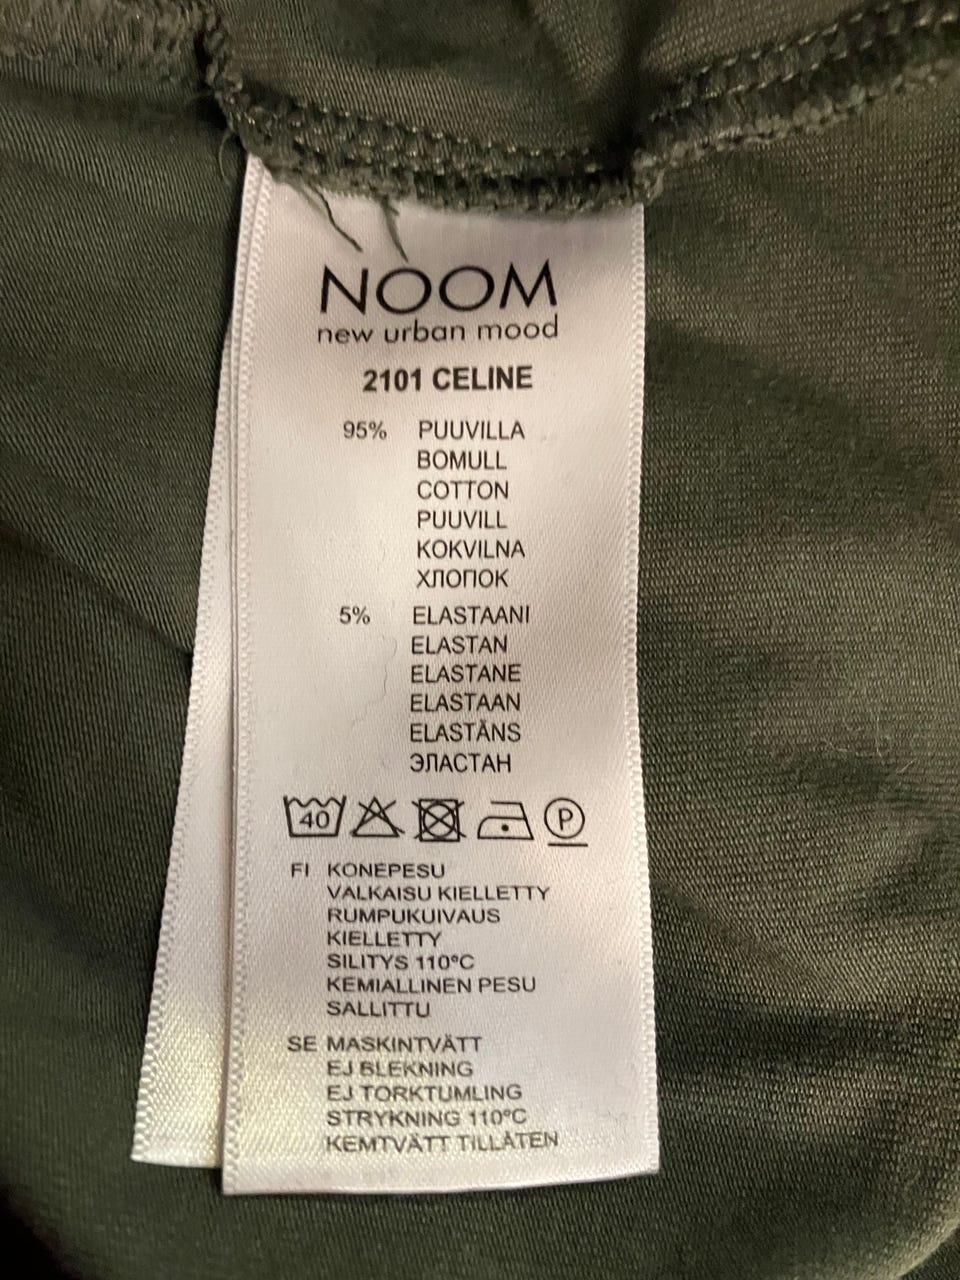 NOOM
new urban mood
2101 CELINE
95% PUUVILLA
BOMULL
COTTON
PUUVILL
KOKVILNA
ХЛОПОК
5% ELASTAANI
ELASTAN
ELASTANE
ELASTAAN
ELASTĀNS
ЭЛАСТАН
40 P
FI KONEPESU
VALKAISU KIELLETTY
RUMPUKUIVAUS
KIELLETTY
SILITYS 110°C
KEMIALLINEN PESU
SALLITTU
SE MASKINTVÄTT
EJ BLEKNING
EJ TORKTUMLING
STRYKNING 110°C
KEMTVÄTT TILLÅTEN